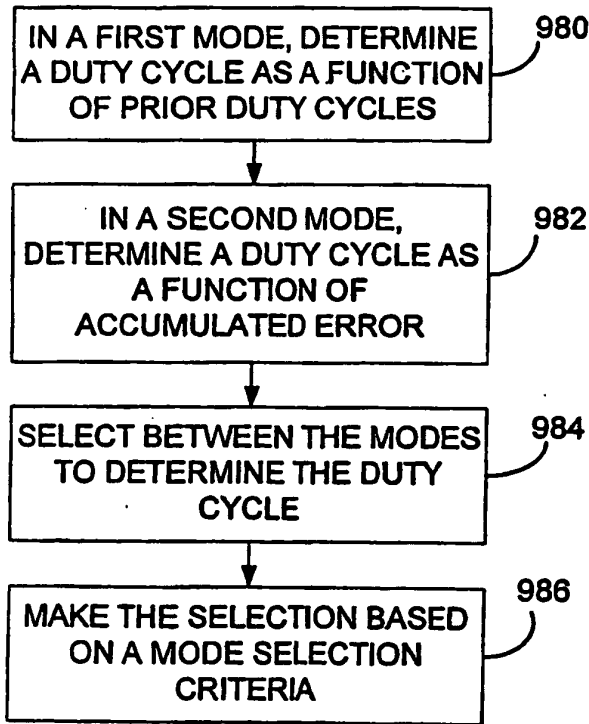 IN A FIRST MODE, DETERMINE
A DUTY CYCLE AS A FUNCTION
OF PRIOR DUTY CYCLES
980
IN A SECOND MODE,
DETERMINE A DUTY CYCLE AS
A FUNCTION OF
ACCUMULATED ERROR
982
SELECT BETWEEN THE MODES
TO DETERMINE THE DUTY
CYCLE
984
MAKE THE SELECTION BASED
ON A MODE SELECTION
CRITERIA
986